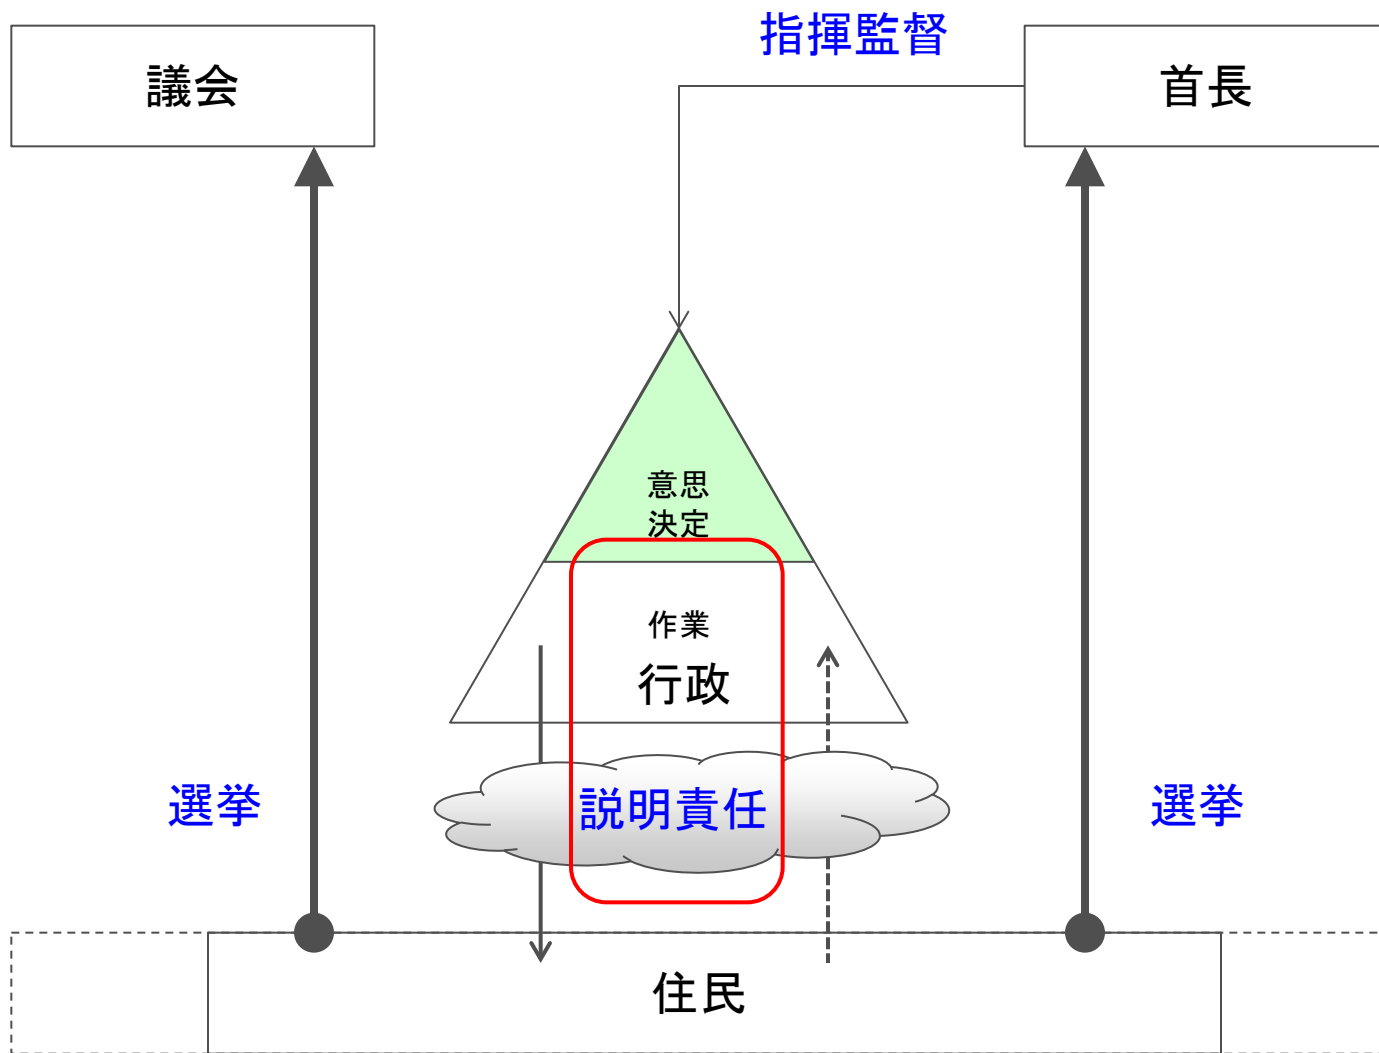 指揮監督
議会
首長
意思
決定
作業
行政
選挙
説明責任
選挙
住民